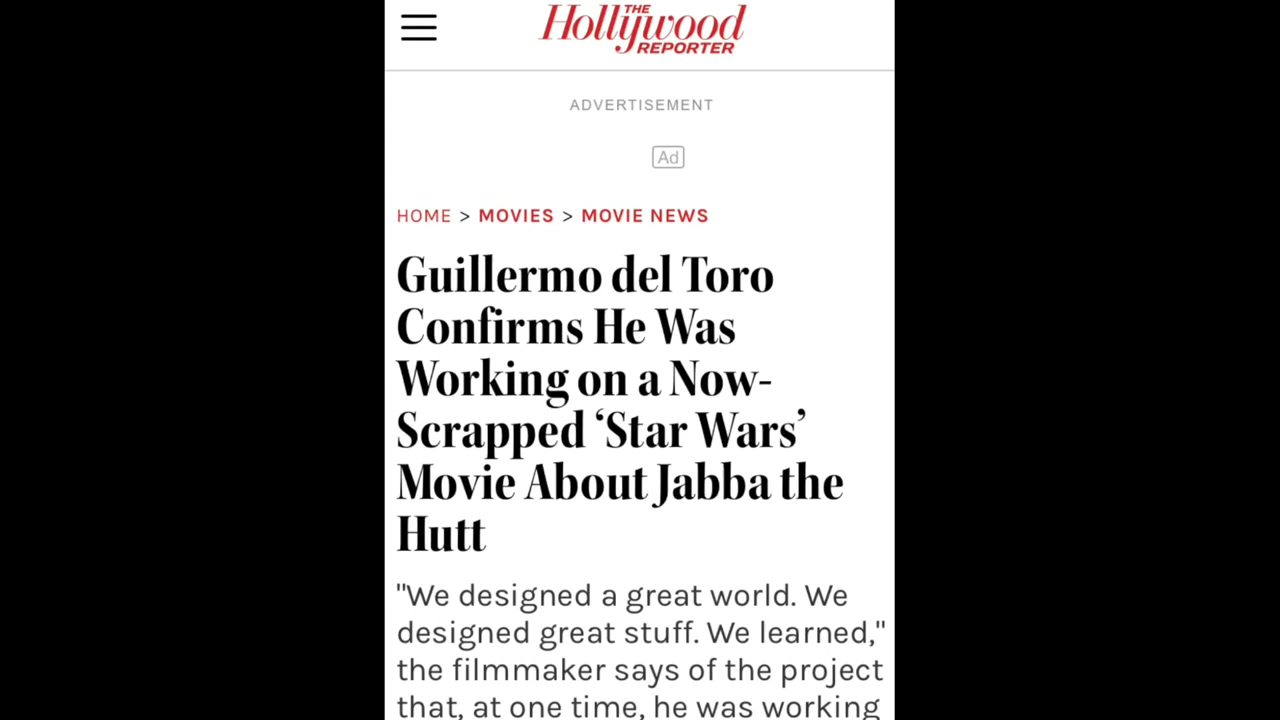 THE
Hollywood
REPORTER
ADVERTISEMENT
Ad
HOME > MOVIES > MOVIE NEWS
Guillermo del Toro
Confirms He Was
Working on a Now-
Scrapped ‘Star Wars’
Movie About Jabba the
Hutt
"We designed a great world. We
designed great stuff. We learned,"
the filmmaker says of the project
that, at one time, he was working